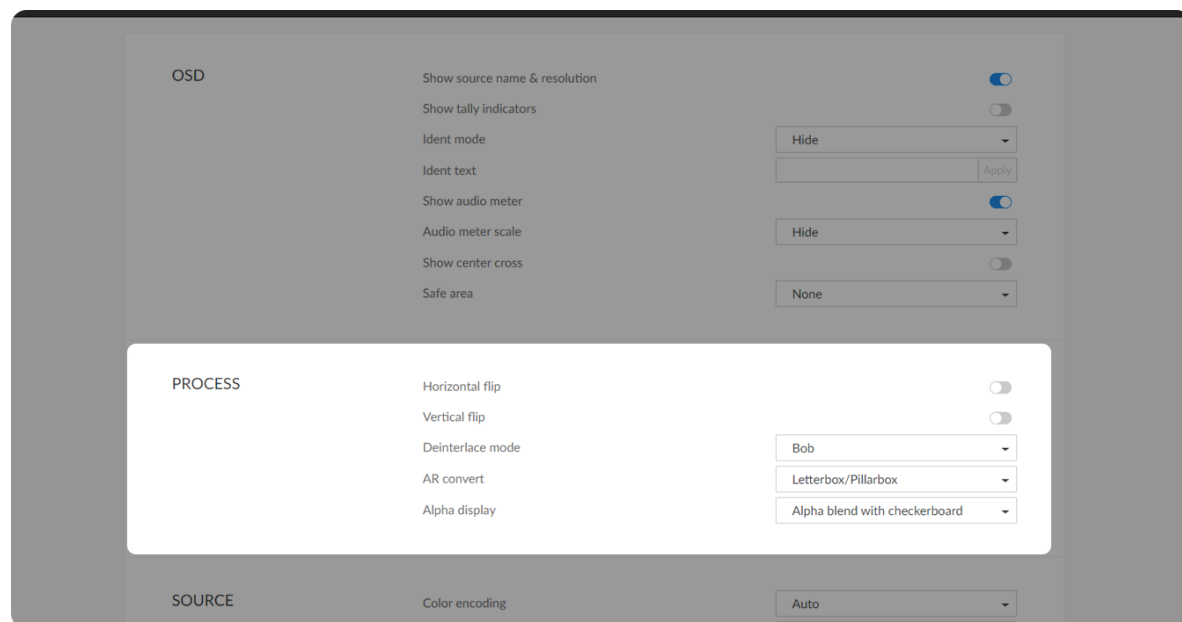 OSD
Show source name & resolution
Show tally indicators
Ident mode Hide
Ident text Apply
Show audio meter
Audio meter scale Hide
Show center cross
Safe area None
PROCESS
Horizontal flip
Vertical flip
Deinterlace mode Bob
AR convert Letterbox/Pillarbox
Alpha display Alpha blend with checkerboard
SOURCE
Color encoding Auto